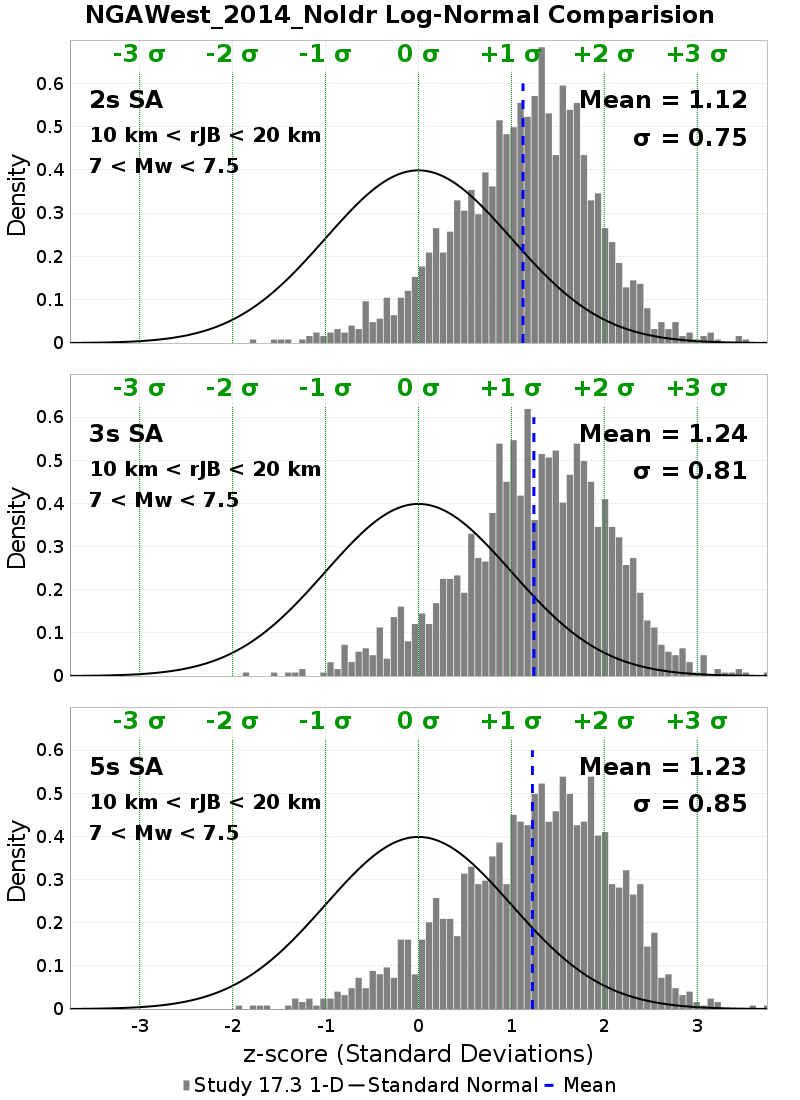 NGAWest_2014_NoIdr Log-Normal Comparision
-3 σ -2 σ -1 σ 0 σ +1 σ +2 σ +3 σ
2s SA
Mean = 1.12
10 km < rJB < 20 km
σ = 0.75
7 < Mw < 7.5
Density
0.6
0.5
0.4
0.3
0.2
0.1
0
-3 σ -2 σ -1 σ 0 σ +1 σ +2 σ +3 σ
3s SA
Mean = 1.24
10 km < rJB < 20 km
σ = 0.81
7 < Mw < 7.5
Density
0.6
0.5
0.4
0.3
0.2
0.1
0
-3 σ -2 σ -1 σ 0 σ +1 σ +2 σ +3 σ
5s SA
Mean = 1.23
10 km < rJB < 20 km
σ = 0.85
7 < Mw < 7.5
Density
0.6
0.5
0.4
0.3
0.2
0.1
0
-3 -2 -1 0 1 2 3
z-score (Standard Deviations)
Study 17.3 1-D Standard Normal Mean